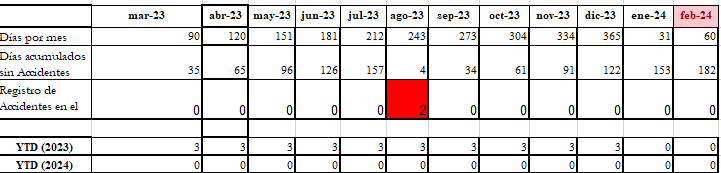 mar-23 abr-23 may-23 jun-23 jul-23 ago-23 sep-23 oct-23 nov-23 dic-23 ene-24 feb-24
Días por mes 90 120 151 181 212 243 273 304 334 365 31 60
Días acumulados
sin Accidentes 35 65 96 126 157 4 34 61 91 122 153 182
Registro de
Accidentes en el 0 0 0 0 0 2 0 0 0 0 0 0
YTD (2023) 3 3 3 3 3 3 3 3 3 3 0 0
YTD (2024) 0 0 0 0 0 0 0 0 0 0 0 0